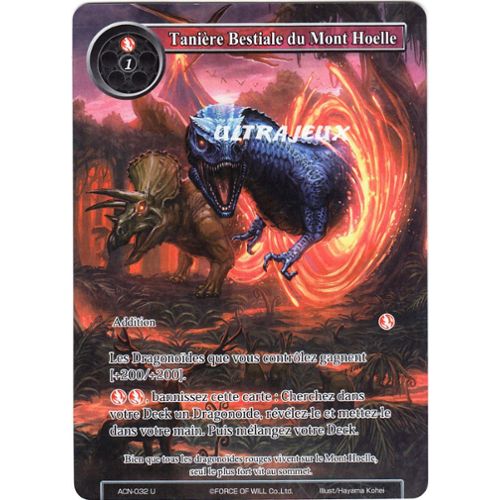 Tanière Bestiale du Mont Hoelle
1
ULTRAJEUX
Addition
Les Dragonoïdes que vous contrôlez gagnent
[+200/+200].
, bannissez cette carte : Cherchez dans
votre Deck un Dragonoïde, révélez-le et mettez-le
dans votre main. Puis mélangez votre Deck.
Bien que tous les dragonoïdes rouges vivent sur le Mont Hoelle,
seul le plus fort vit au sommet.
ACN-032 U ©FORCE OF WILL Co.,Ltd. Illust/Hayama Kohei